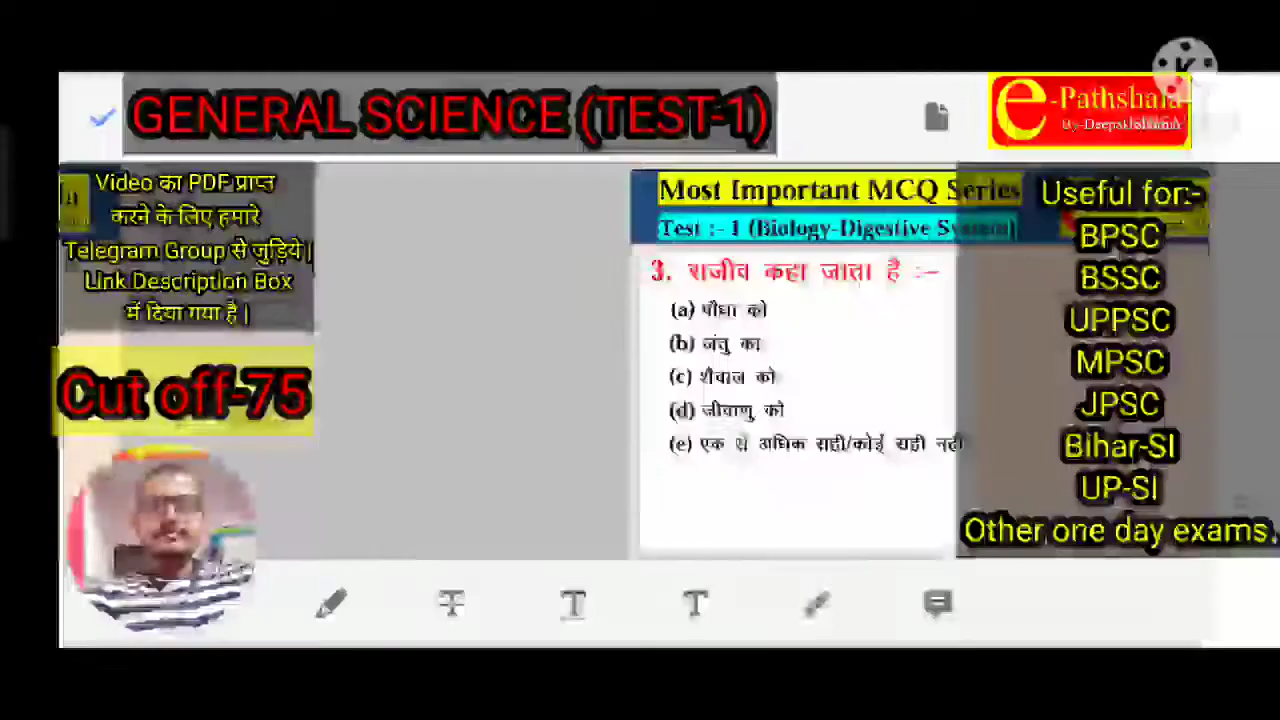 GENERAL SCIENCE (TEST-1)
e-Pathshala
Video का PDF प्राप्त
करने के लिए हमारे
Telegram Group से जुड़िये|
Link Description Box
में दिया गया है |
Cut off-75
Most Important MCQ Series
Test :- 1 (Biology-Digestive System)
3. राजीव कहा जाता है :–
(a) पौधा को
(b) जंतु का
(c) शैवाल को
(d) जीवाणु को
(e) एक से अधिक सही/कोई सही नहीं
Useful for:-
BPSC
BSSC
UPPSC
MPSC
JPSC
Bihar-SI
UP-SI
Other one day exams.